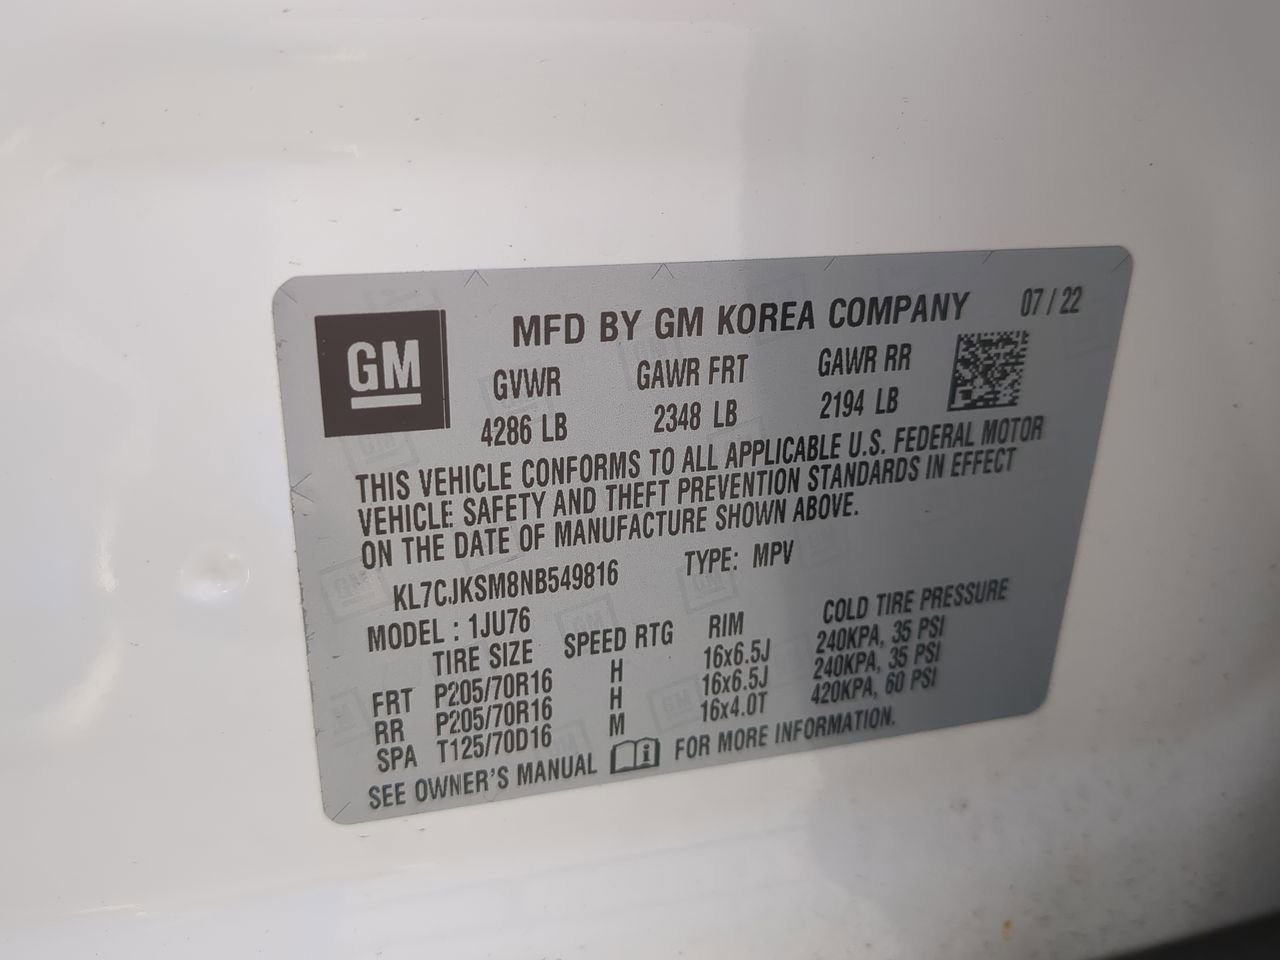 GM
MFD BY GM KOREA COMPANY 07/22
GVWR GAWR FRT GAWR RR
4286 LB 2348 LB 2194 LB
THIS VEHICLE CONFORMS TO ALL APPLICABLE U.S. FEDERAL MOTOR
VEHICLE SAFETY AND THEFT PREVENTION STANDARDS IN EFFECT
ON THE DATE OF MANUFACTURE SHOWN ABOVE.
KL7CJKSM8NB549816 TYPE: MPV
MODEL : 1JU76
TIRE SIZE SPEED RTG RIM COLD TIRE PRESSURE
FRT P205/70R16 H 16x6.5J 240KPA, 35 PSI
RR P205/70R16 H 16x6.5J 240KPA, 35 PSI
SPA T125/70D16 M 16x4.0T 420KPA, 60 PSI
SEE OWNER'S MANUAL i FOR MORE INFORMATION.